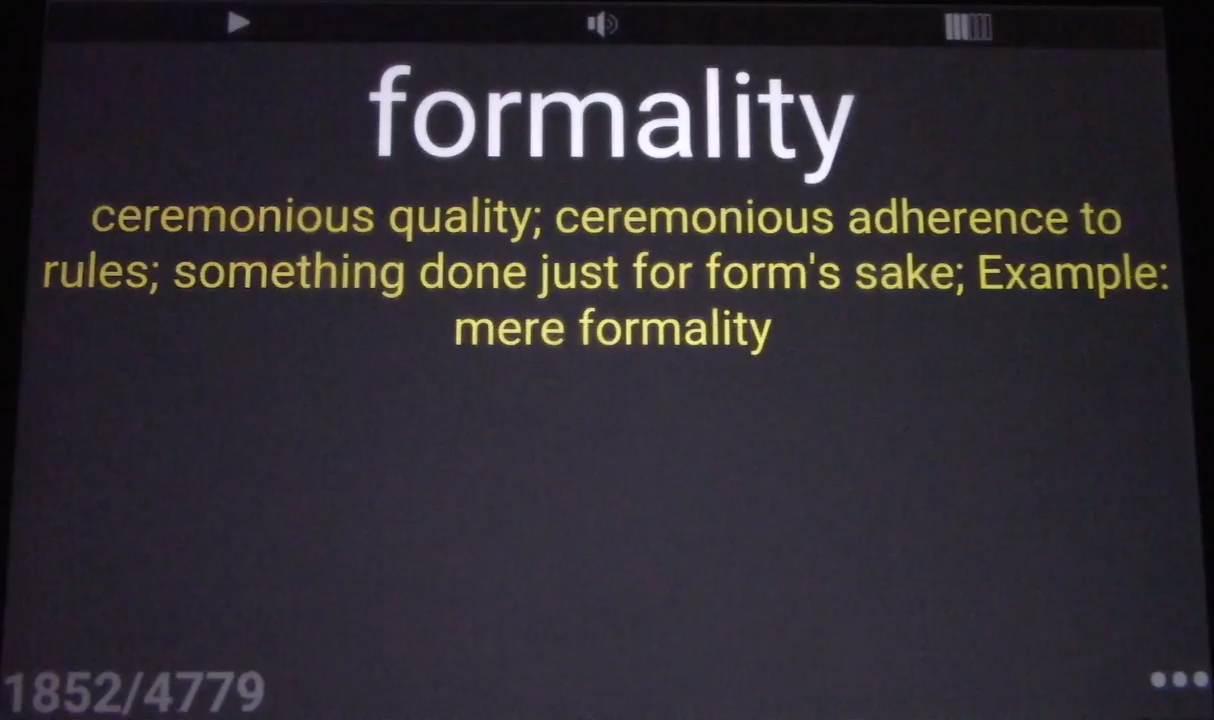 formality
ceremonious quality; ceremonious adherence to
rules; something done just for form's sake; Example:
mere formality
1852/4779